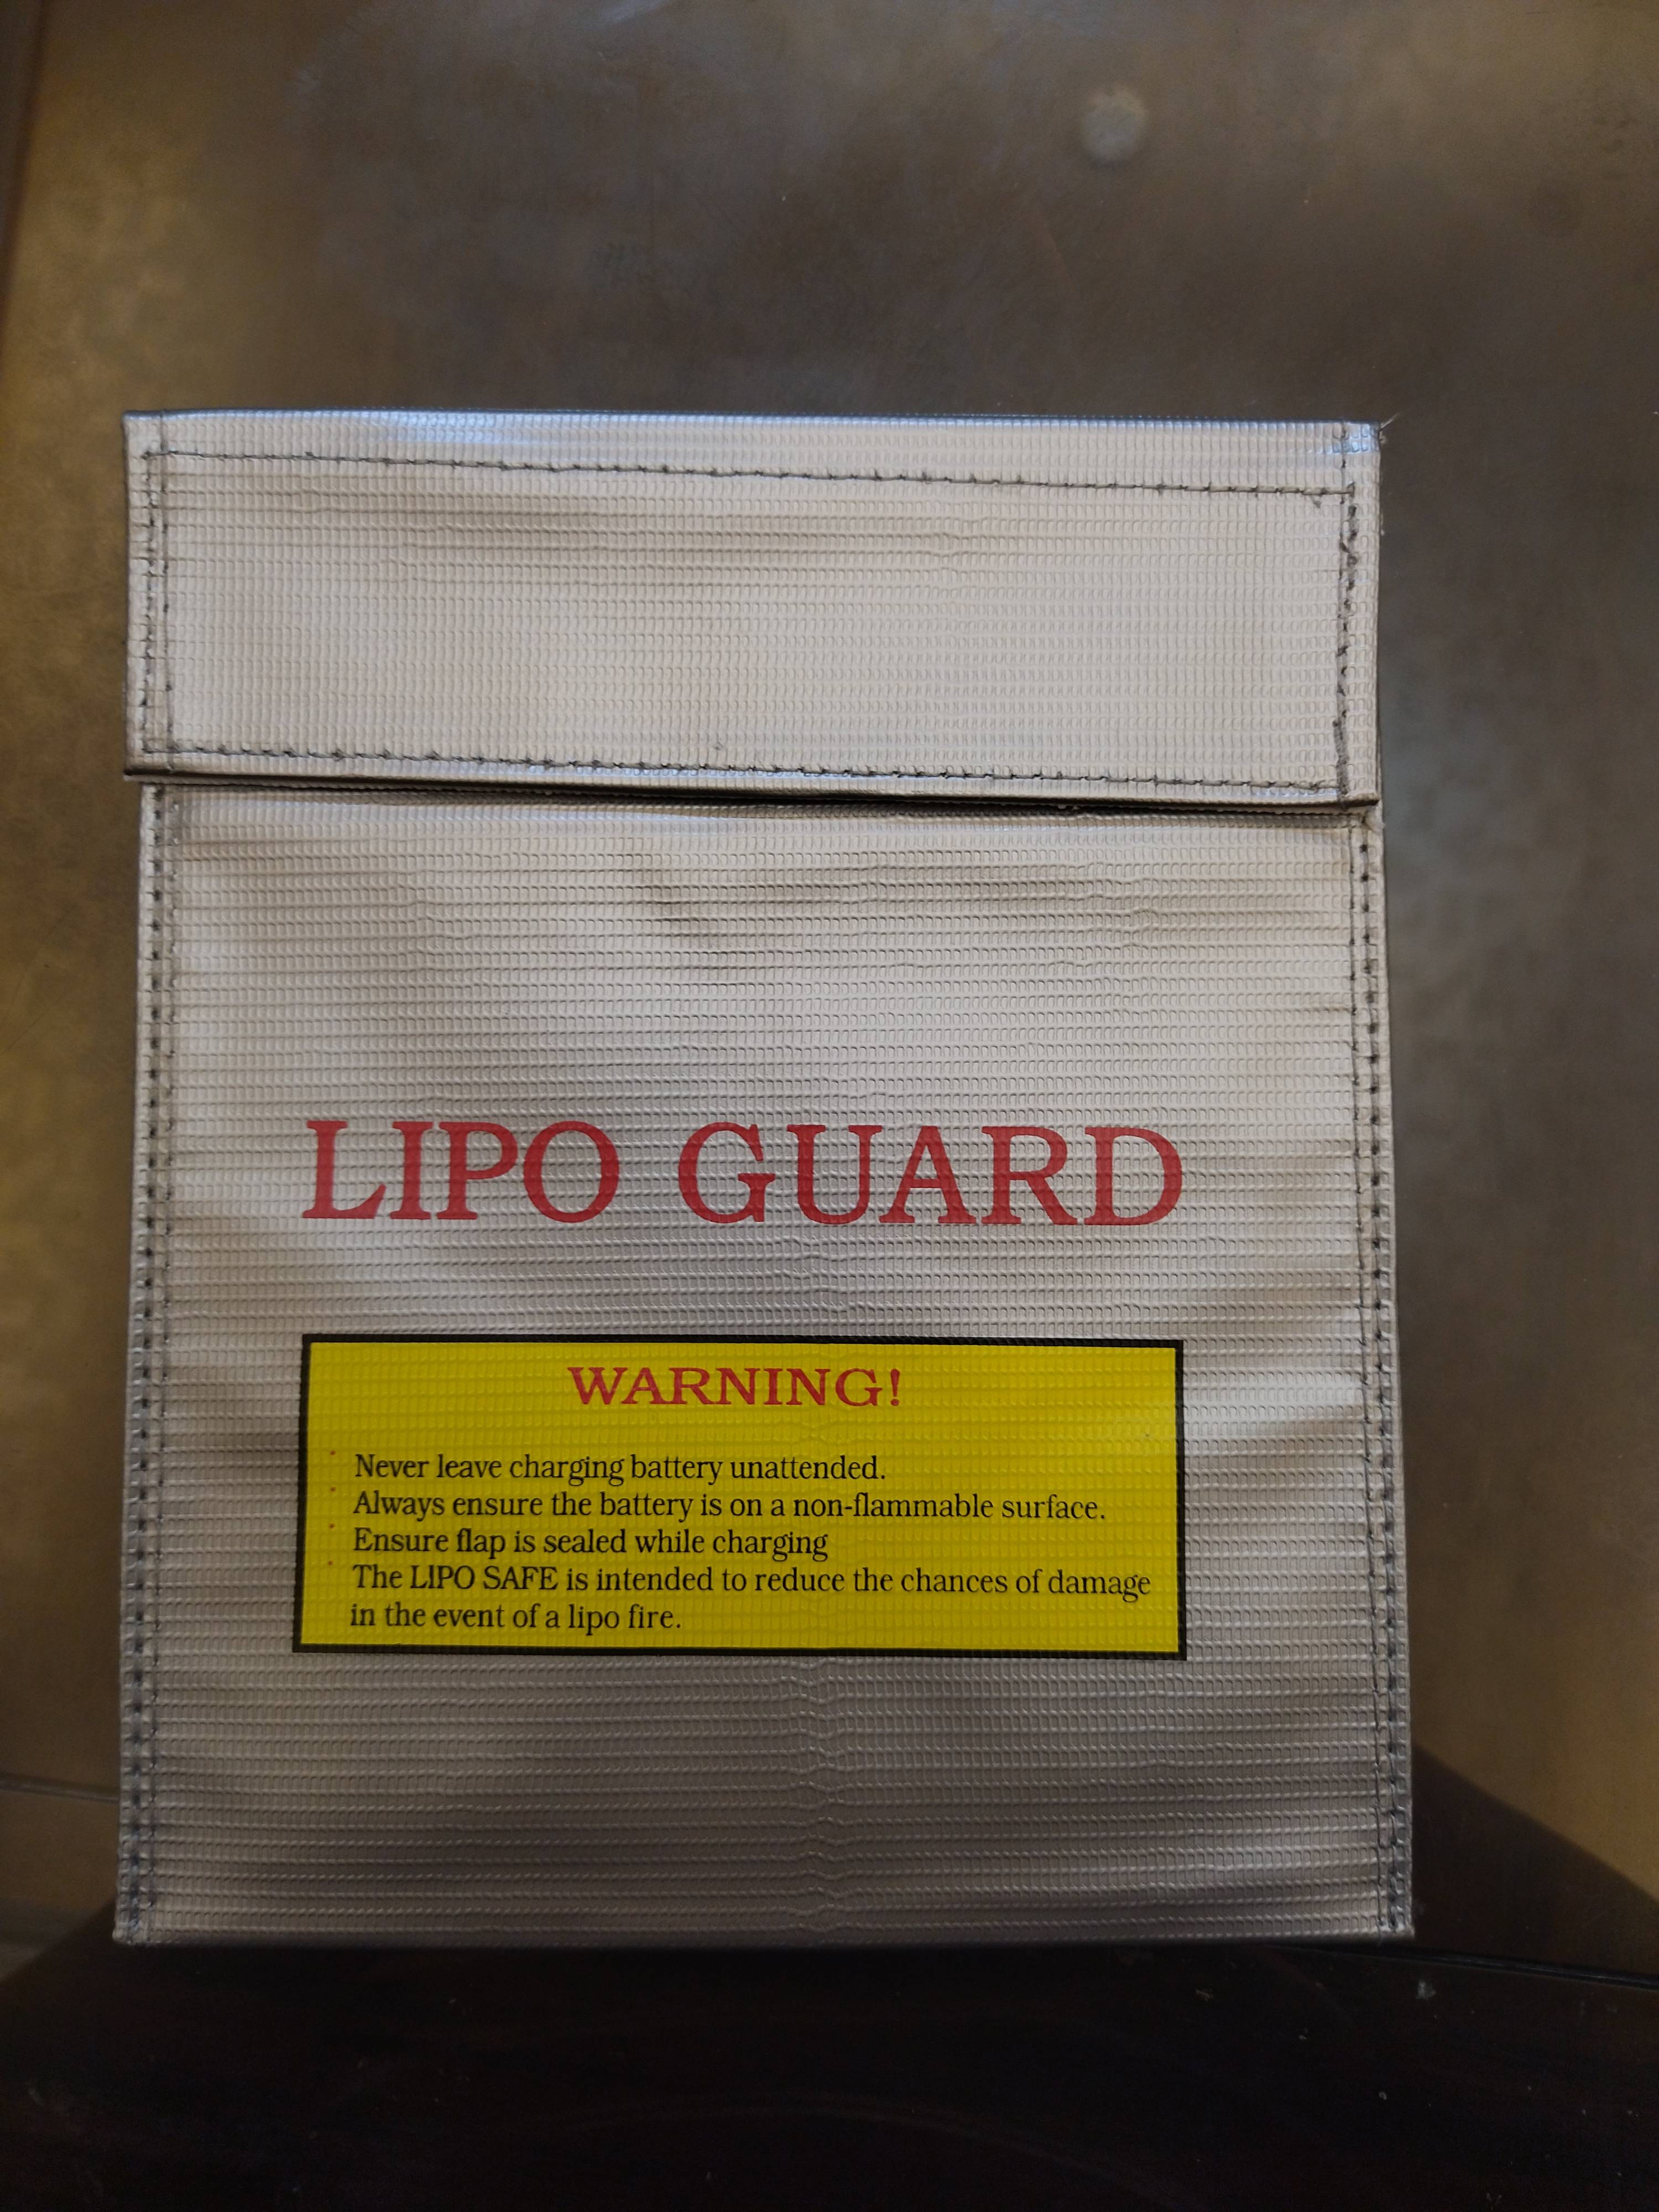 LIPO GUARD
WARNING!
Never leave charging battery unattended.
Always ensure the battery is on a non-flammable surface.
Ensure flap is sealed while charging
The LIPO SAFE is intended to reduce the chances of damage
in the event of a lipo fire.